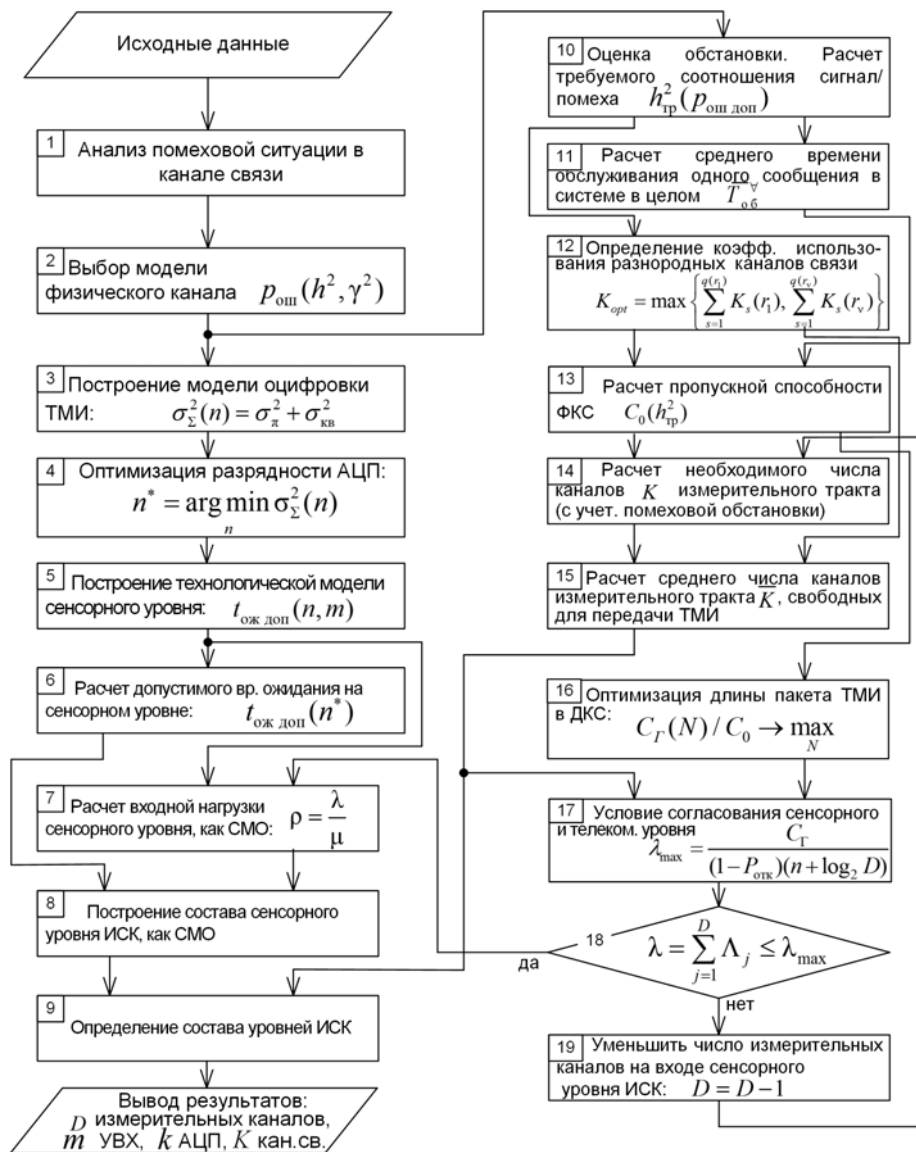 Исходные данные
1
Анализ помеховой ситуации в
канале связи
2
Выбор модели
физического канала p_ош(h², γ²)
3
Построение модели оцифровки
ТМИ: σ²_Σ(n) = σ²_π + σ²_кв
4
Оптимизация разрядности АЦП:
n* = arg min_n σ²_Σ(n)
5
Построение технологической модели
сенсорного уровня: t_ож доп(n, m)
6
Расчет допустимого вр. ожидания на
сенсорном уровне: t_ож доп(n*)
7
Расчет входной нагрузки
сенсорного уровня, как СМО: ρ = λ/μ
8
Построение состава сенсорного
уровня ИСК, как СМО
9
Определение состава уровней ИСК
Вывод результатов:
D измерительных каналов,
m УВХ, k АЦП, K кан.св.
10
Оценка обстановки. Расчет
требуемого соотношения сигнал/
помеха h²_тр(p_ош доп)
11
Расчет среднего времени
обслуживания одного сообщения в
системе в целом T̅_об^∀
12
Определение коэфф. использо-
вания разнородных каналов связи
K_opt = max{∑_{s=1}^{q(r_1)} K_s(r_1), ∑_{s=1}^{q(r_v)} K_s(r_v)}
13
Расчет пропускной способности
ФКС C_0(h²_тр)
14
Расчет необходимого числа
каналов K измерительного тракта
(с учет. помеховой обстановки)
15
Расчет среднего числа каналов
измерительного тракта K̅, свободных
для передачи ТМИ
16
Оптимизация длины пакета ТМИ
в ДКС:
C_Г(N) / C_0 → max_N
17
Условие согласования сенсорного
и телеком. уровня
λ_max = C_Г / ((1−P_отк)(n + log_2 D))
18
λ = ∑_{j=1}^{D} Λ_j ≤ λ_max
да
нет
19
Уменьшить число измерительных
каналов на входе сенсорного
уровня ИСК: D = D−1